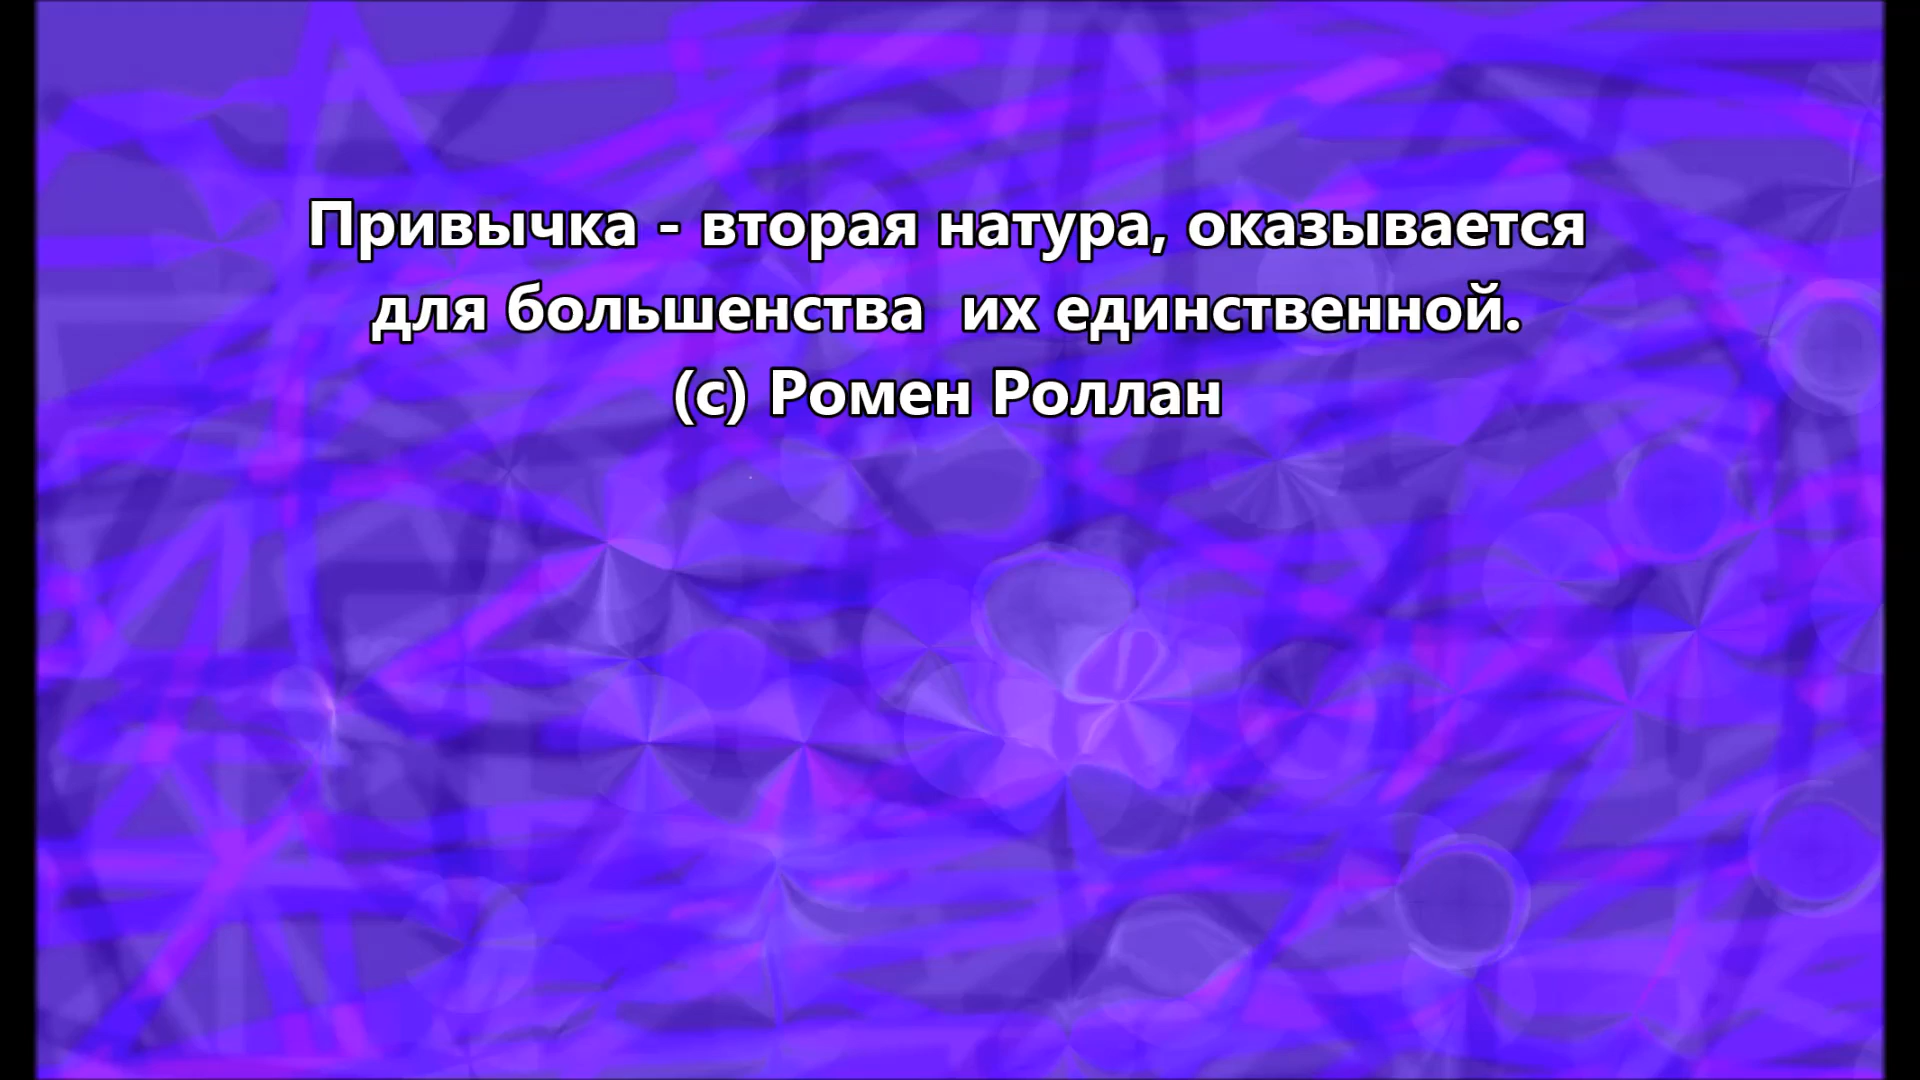 Привычка - вторая натура, оказывается
для большенства  их единственной.
(с) Ромен Роллан